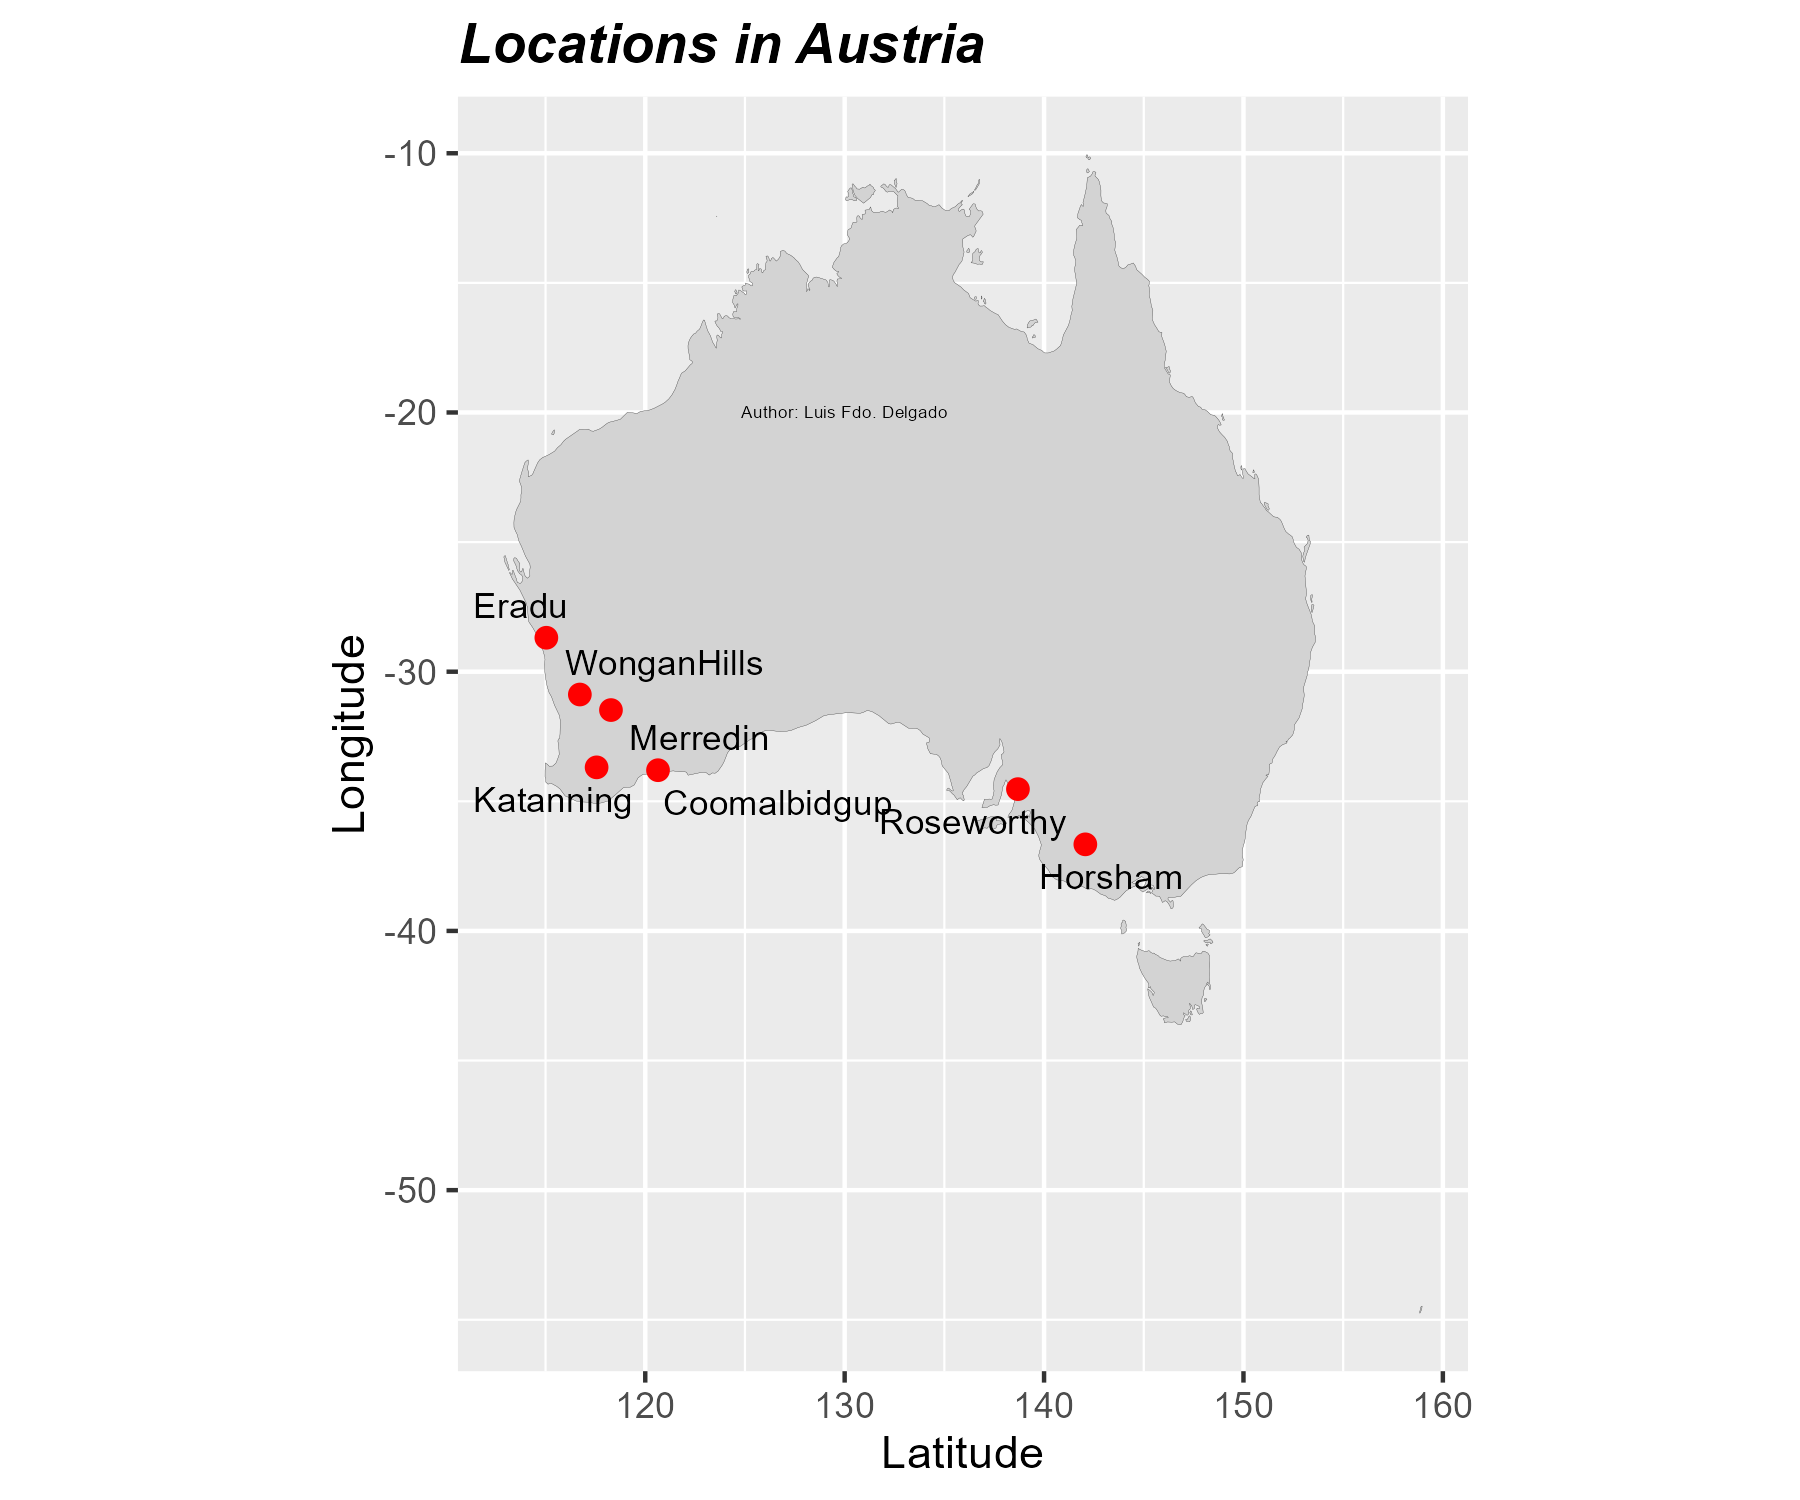 Locations in Austria
-10
-20
-30
-40
-50
Longitude
Author: Luis Fdo. Delgado
Eradu
WonganHills
Merredin
Katanning
Coomalbidgup
Roseworthy
Horsham
120 130 140 150 160
Latitude